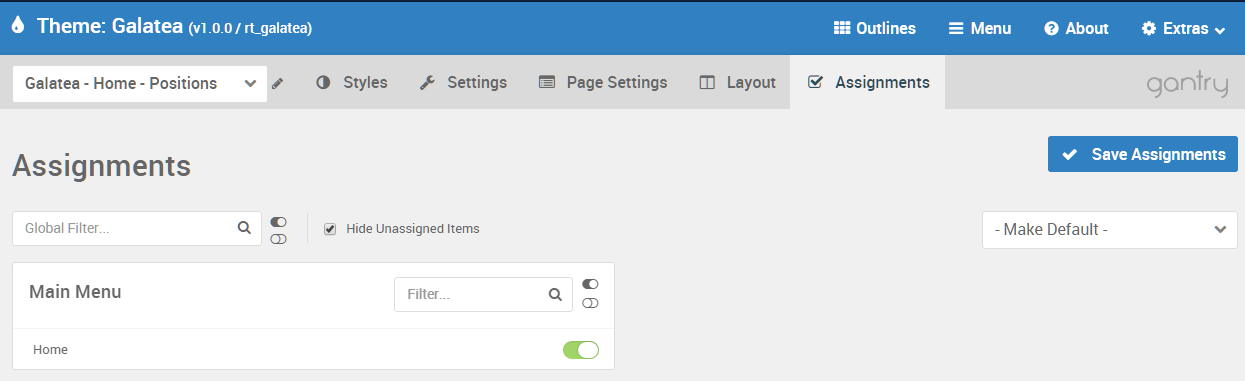 Theme: Galatea (v1.0.0 / rt_galatea)
Outlines
Menu
About
Extras
Galatea - Home - Positions
Styles
Settings
Page Settings
Layout
Assignments
gantry
Assignments
Save Assignments
Global Filter...
Hide Unassigned Items
- Make Default -
Main Menu
Filter...
Home